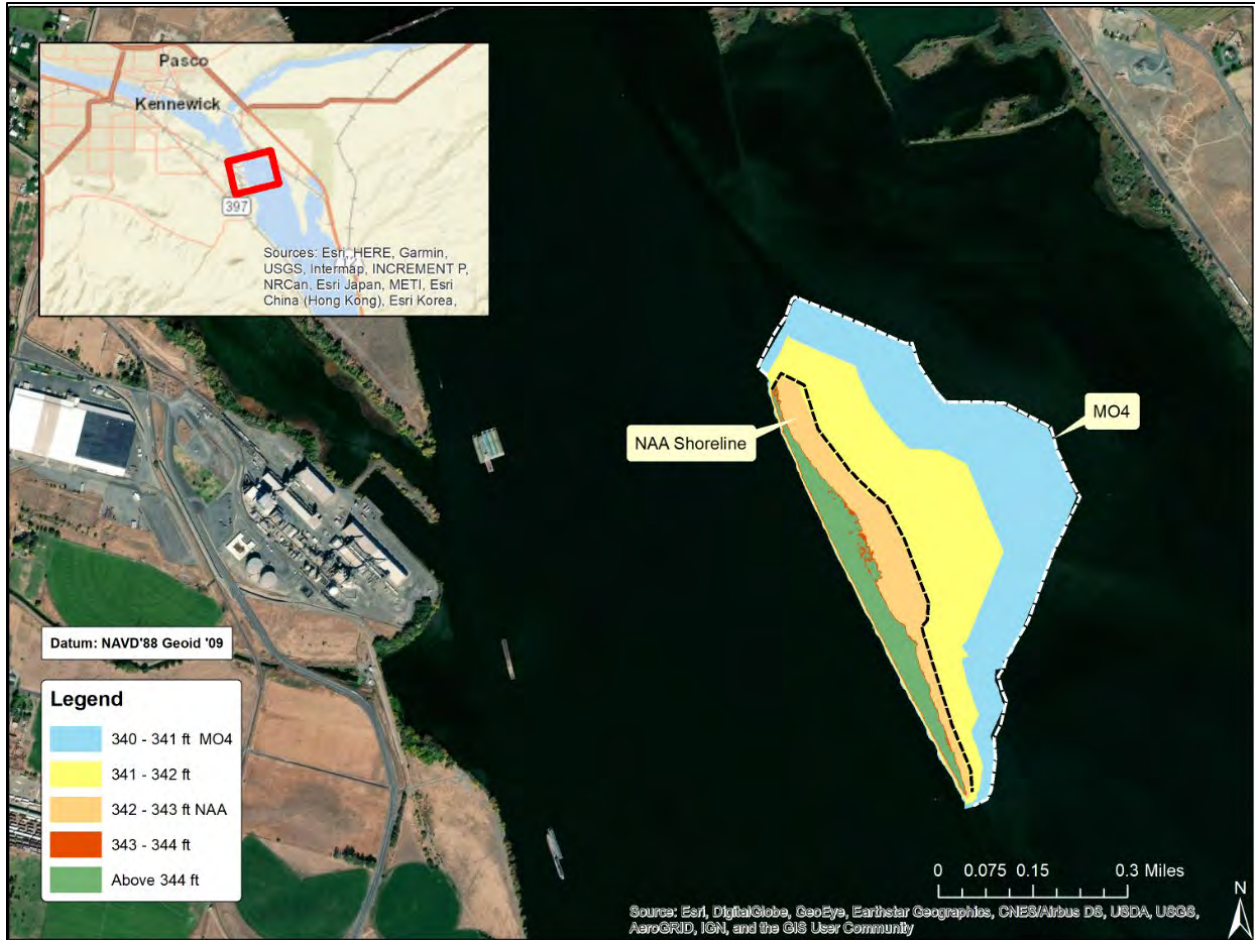 Pasco
Kennewick
397
Sources: Esri, HERE, Garmin,
USGS, Intermap, INCREMENT P,
NRCan, Esri Japan, METI, Esri
China (Hong Kong), Esri Korea,
MO4
NAA Shoreline
Datum: NAVD'88 Geoid '09
Legend
340 - 341 ft MO4
341 - 342 ft
342 - 343 ft NAA
343 - 344 ft
Above 344 ft
0 0.075 0.15 0.3 Miles
N
Source: Esri, DigitalGlobe, GeoEye, Earthstar Geographics, CNES/Airbus DS, USDA, USGS,
AeroGRID, IGN, and the GIS User Community